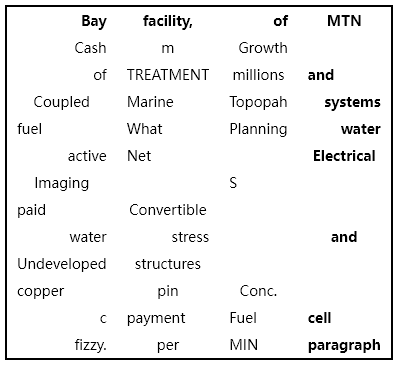 Bay facility, of MTN
Cash m Growth
of TREATMENT millions and
Coupled Marine Topopah systems
fuel What Planning water
active Net Electrical
Imaging S
paid Convertible
water stress and
Undeveloped structures
copper pin Conc.
c payment Fuel cell
fizzy. per MIN paragraph